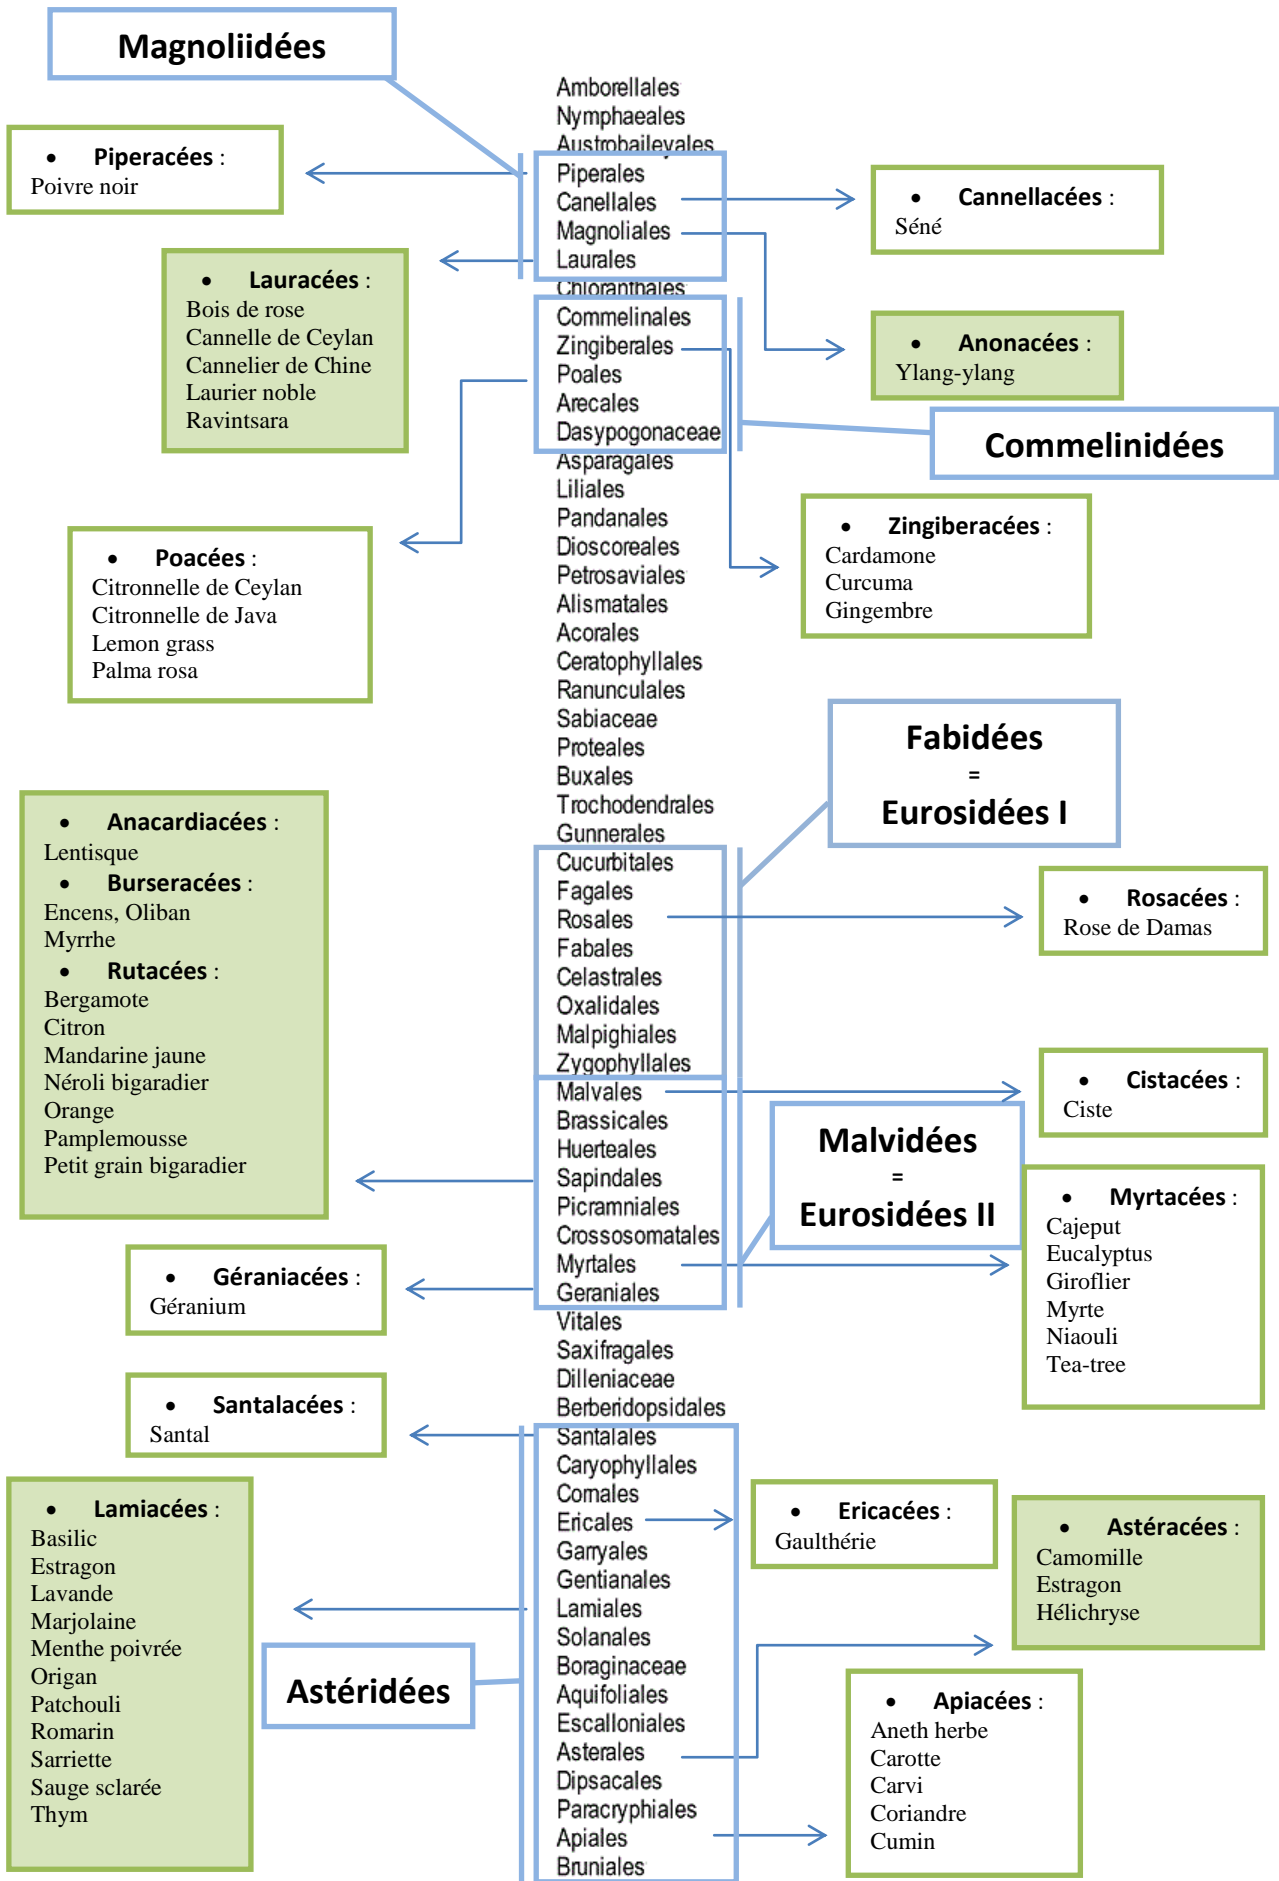 Magnoliidées
Amborellales
Nymphaeales
Austrobaileyales
Piperales
Canellales
Magnoliales
Laurales
Chloranthales
Commelinales
Zingiberales
Poales
Arecales
Dasypogonaceae
Asparagales
Liliales
Pandanales
Dioscoreales
Petrosaviales
Alismatales
Acorales
Ceratophyllales
Ranunculales
Sabiaceae
Proteales
Buxales
Trochodendrales
Gunnerales
Cucurbitales
Fagales
Rosales
Fabales
Celastrales
Oxalidales
Malpighiales
Zygophyllales
Malvales
Brassicales
Huerteales
Sapindales
Picramniales
Crossosomatales
Myrtales
Geraniales
Vitales
Saxifragales
Dilleniaceae
Berberidopsidales
Santalales
Caryophyllales
Cornales
Ericales
Garryales
Gentianales
Lamiales
Solanales
Boraginaceae
Aquifoliales
Escalloniales
Asterales
Dipsacales
Paracryphiales
Apiales
Bruniales
• Piperacées :
Poivre noir
• Cannellacées :
Séné
• Lauracées :
Bois de rose
Cannelle de Ceylan
Cannelier de Chine
Laurier noble
Ravintsara
• Anonacées :
Ylang-ylang
Commelinidées
• Zingiberacées :
Cardamone
Curcuma
Gingembre
• Poacées :
Citronnelle de Ceylan
Citronnelle de Java
Lemon grass
Palma rosa
Fabidées
=
Eurosidées I
• Anacardiacées :
Lentisque
• Burseracées :
Encens, Oliban
Myrrhe
• Rutacées :
Bergamote
Citron
Mandarine jaune
Néroli bigaradier
Orange
Pamplemousse
Petit grain bigaradier
• Rosacées :
Rose de Damas
• Cistacées :
Ciste
Malvidées
=
Eurosidées II
• Myrtacées :
Cajeput
Eucalyptus
Giroflier
Myrte
Niaouli
Tea-tree
• Géraniacées :
Géranium
• Santalacées :
Santal
• Lamiacées :
Basilic
Estragon
Lavande
Marjolaine
Menthe poivrée
Origan
Patchouli
Romarin
Sarriette
Sauge sclarée
Thym
Astéridées
• Ericacées :
Gaulthérie
• Astéracées :
Camomille
Estragon
Hélichryse
• Apiacées :
Aneth herbe
Carotte
Carvi
Coriandre
Cumin